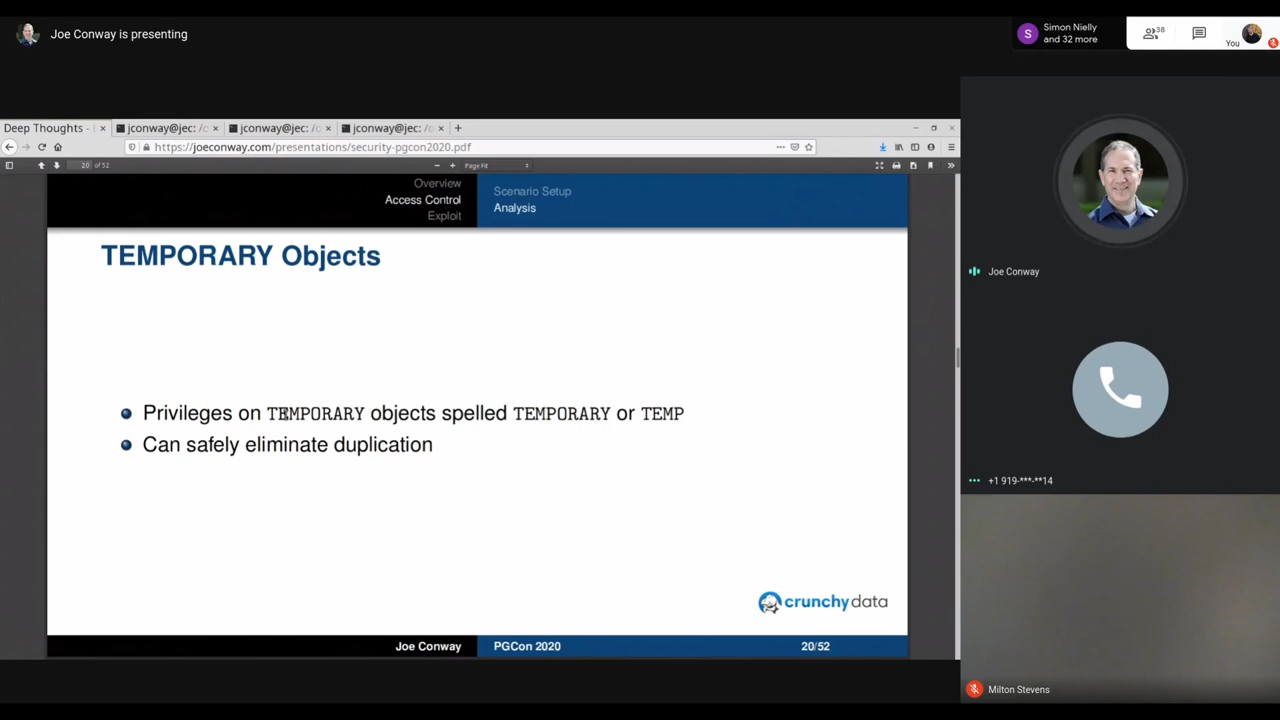 Joe Conway is presenting
Simon Nielly
and 32 more
38
You
S
Deep Thoughts -
jconway@jec: /o
jconway@jec: /o
jconway@jec: /o
https://joeconway.com/presentations/security-pgcon2020.pdf
20 of 52
Page Fit
Overview
Access Control
Exploit
Scenario Setup
Analysis
TEMPORARY Objects
Privileges on TEMPORARY objects spelled TEMPORARY or TEMP
Can safely eliminate duplication
crunchydata
Joe Conway
PGCon 2020
20/52
Joe Conway
+1 919-***-**14
Milton Stevens